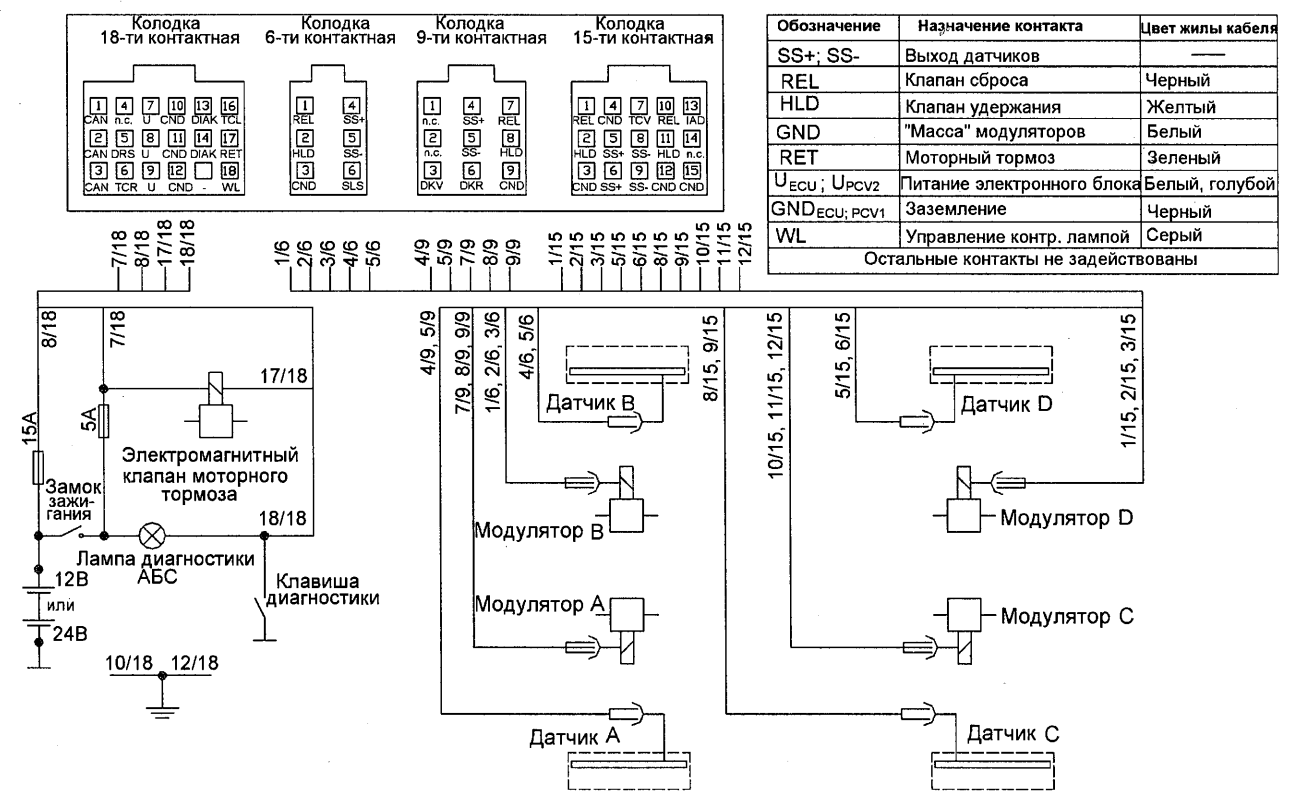 Колодка
18-ти контактная
Колодка
6-ти контактная
Колодка
9-ти контактная
Колодка
15-ти контактная
1 4 7 10 13 16
CAN n.c. U CND DIAK TCL
2 5 8 11 14 17
CAN DRS U CND DIAK RET
3 6 9 12 18
CAN TCR U CND - WL
1 4
REL SS+
2 5
HLD SS-
3 6
CND SLS
1 4 7
n.c. SS+ REL
2 5 8
n.c. SS- HLD
3 6 9
DKV DKR CND
1 4 7 10 13
REL CND TCV REL IAD
2 5 8 11 14
HLD SS+ SS- HLD n.c.
3 6 9 12 15
CND SS+ SS- CND CND
Обозначение Назначение контакта Цвет жилы кабеля
SS+; SS- Выход датчиков —
REL Клапан сброса Черный
HLD Клапан удержания Желтый
GND "Масса" модуляторов Белый
RET Моторный тормоз Зеленый
UECU ; UPCV2 Питание электронного блока Белый, голубой
GNDECU; PCV1 Заземление Черный
WL Управление контр. лампой Серый
Остальные контакты не задействованы
7/18 8/18 17/18 18/18
1/6 2/6 3/6 4/6 5/6
4/9 5/9 7/9 8/9 9/9
1/15 2/15 3/15 5/15 6/15 8/15 9/15 10/15 11/15 12/15
8/18
7/18
17/18
15А
5А
Электромагнитный
клапан моторного
тормоза
Замок
зажи-
гания
18/18
Лампа диагностики
АБС
12В
или
24В
Клавиша
диагностики
10/18 12/18
4/9, 5/9
7/9, 8/9, 9/9
1/6, 2/6, 3/6
4/6, 5/6
8/15, 9/15
10/15, 11/15, 12/15
5/15, 6/15
1/15, 2/15, 3/15
Датчик В
Датчик D
Модулятор В
Модулятор D
Модулятор А
Модулятор С
Датчик А
Датчик С